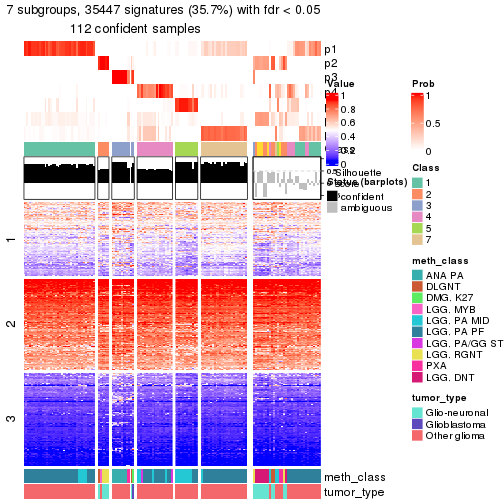 7 subgroups, 35447 signatures (35.7%) with fdr < 0.05
112 confident samples
p1
p2
p3
p4
Value
1
0.8
0.6
0.4
0.2
0
Prob
1
0.5
0
Silhouette
score
Status (barplots)
confident
ambiguous
Class
1
2
3
4
5
7
1
2
3
meth_class
ANA PA
DLGNT
DMG, K27
LGG, MYB
LGG, PA MID
LGG, PA PF
LGG, PA/GG ST
LGG, RGNT
PXA
LGG, DNT
tumor_type
Glio-neuronal
Glioblastoma
Other glioma
meth_class
tumor_type